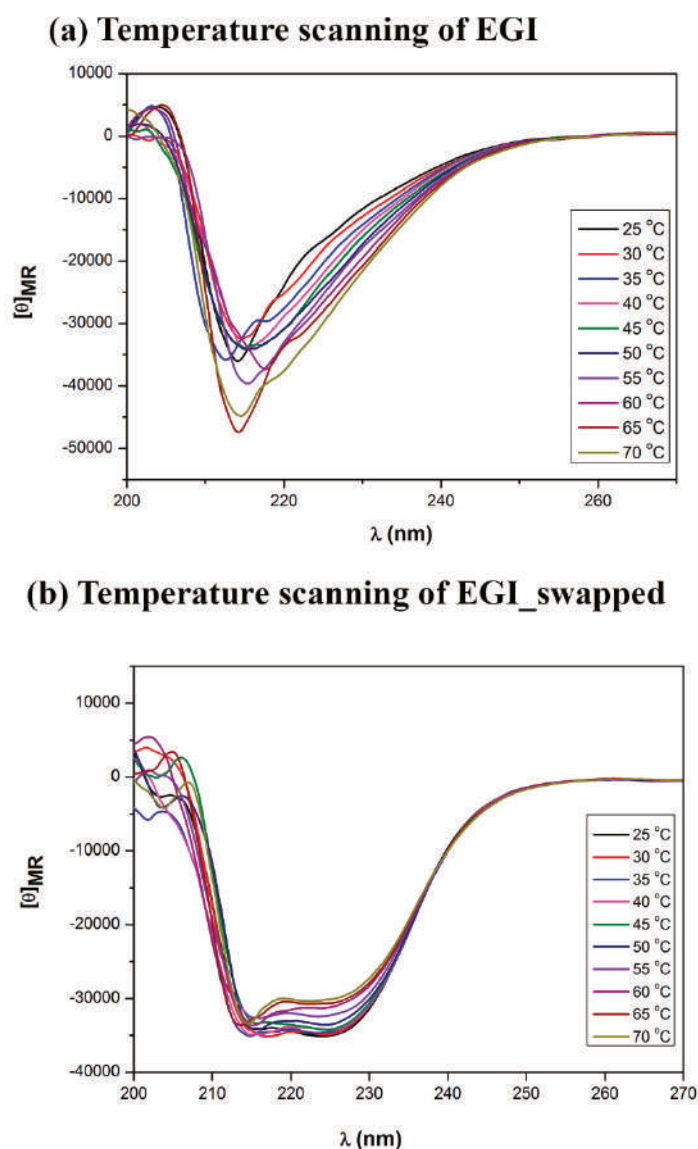 (a) Temperature scanning of EGI
10000
0
-10000
-20000
-30000
-40000
-50000
[θ]MR
200
220
240
260
λ (nm)
25 °C
30 °C
35 °C
40 °C
45 °C
50 °C
55 °C
60 °C
65 °C
70 °C
(b) Temperature scanning of EGI_swapped
10000
0
-10000
-20000
-30000
-40000
[θ]MR
200
210
220
230
240
250
260
270
λ (nm)
25 °C
30 °C
35 °C
40 °C
45 °C
50 °C
55 °C
60 °C
65 °C
70 °C